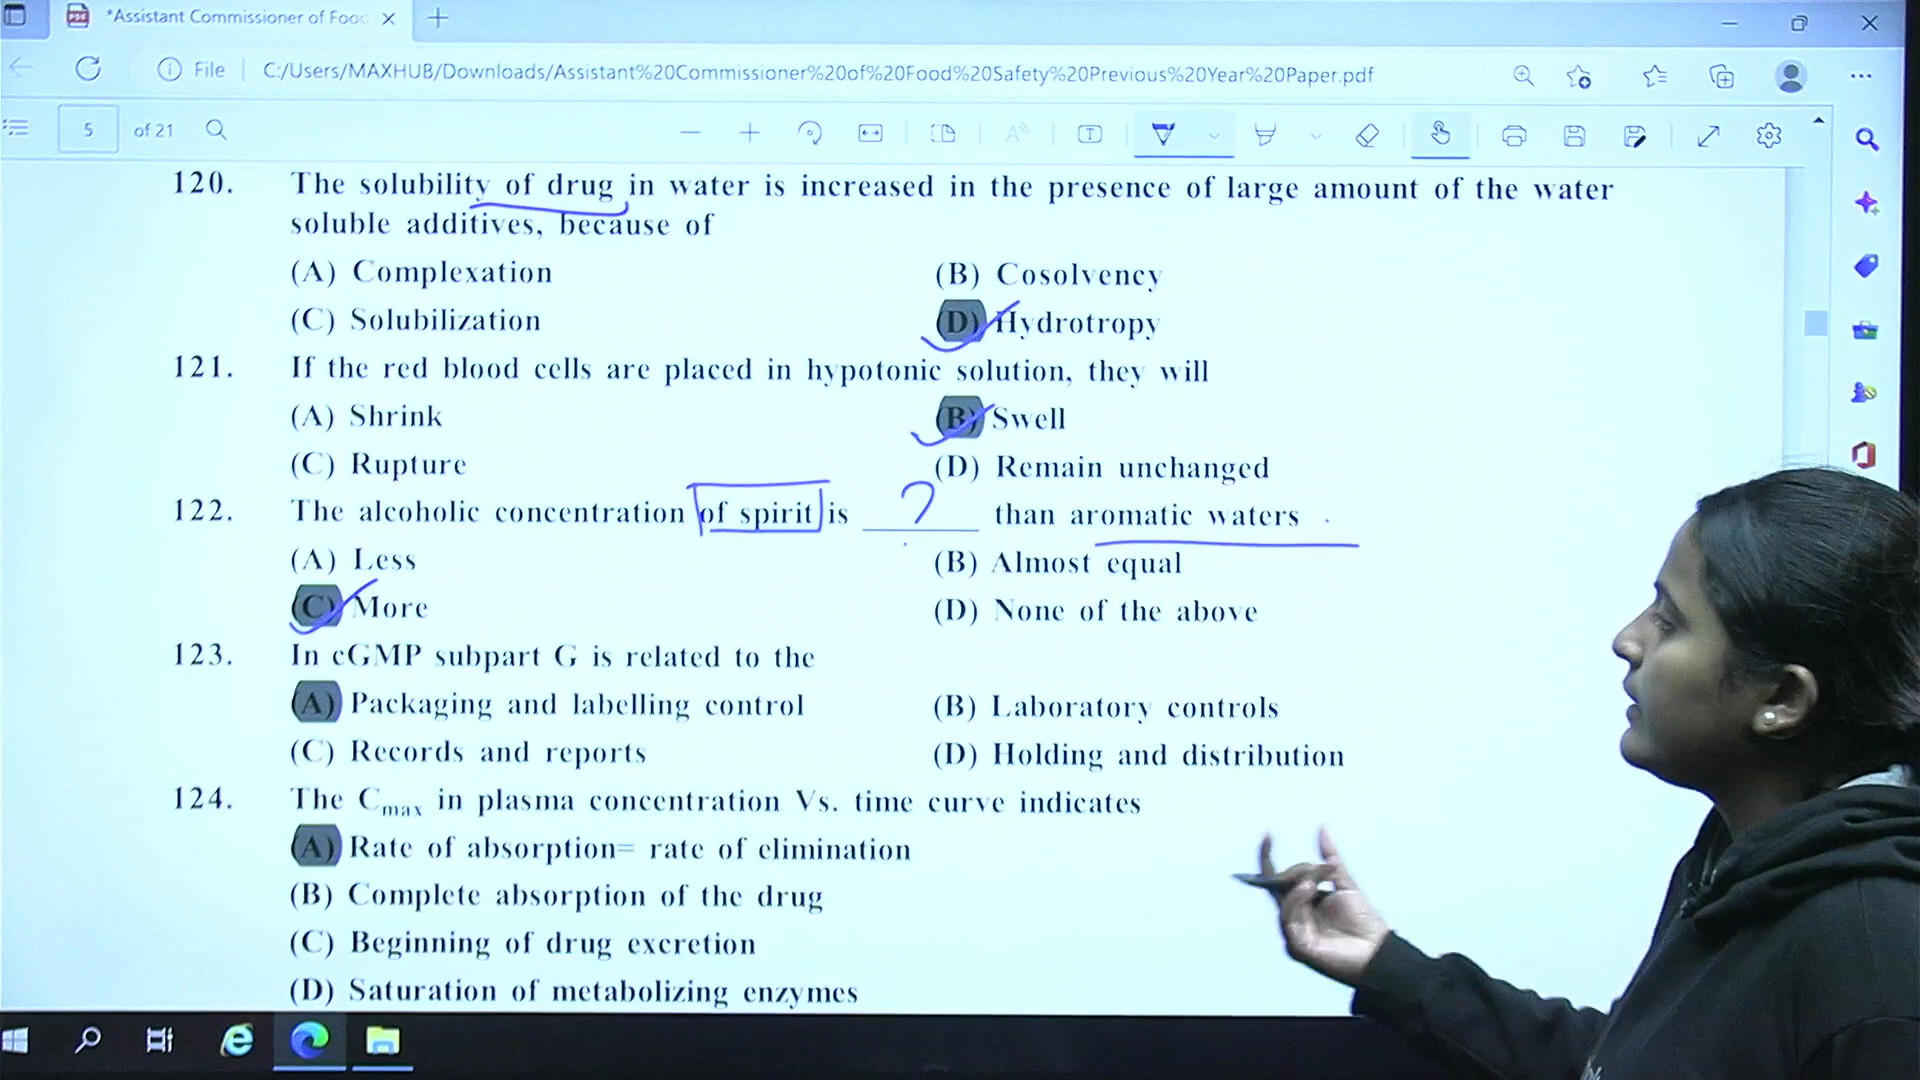 *Assistant Commissioner of Food
File C:/Users/MAXHUB/Downloads/Assistant%20Commissioner%20of%20Food%20Safety%20Previous%20Year%20Paper.pdf
5 of 21
120. The solubility of drug in water is increased in the presence of large amount of the water
soluble additives, because of
(A) Complexation (B) Cosolvency
(C) Solubilization (D) Hydrotropy
121. If the red blood cells are placed in hypotonic solution, they will
(A) Shrink (B) Swell
(C) Rupture (D) Remain unchanged
122. The alcoholic concentration of spirit is ? than aromatic waters
(A) Less (B) Almost equal
(C) More (D) None of the above
123. In cGMP subpart G is related to the
(A) Packaging and labelling control (B) Laboratory controls
(C) Records and reports (D) Holding and distribution
124. The Cmax in plasma concentration Vs. time curve indicates
(A) Rate of absorption= rate of elimination
(B) Complete absorption of the drug
(C) Beginning of drug excretion
(D) Saturation of metabolizing enzymes